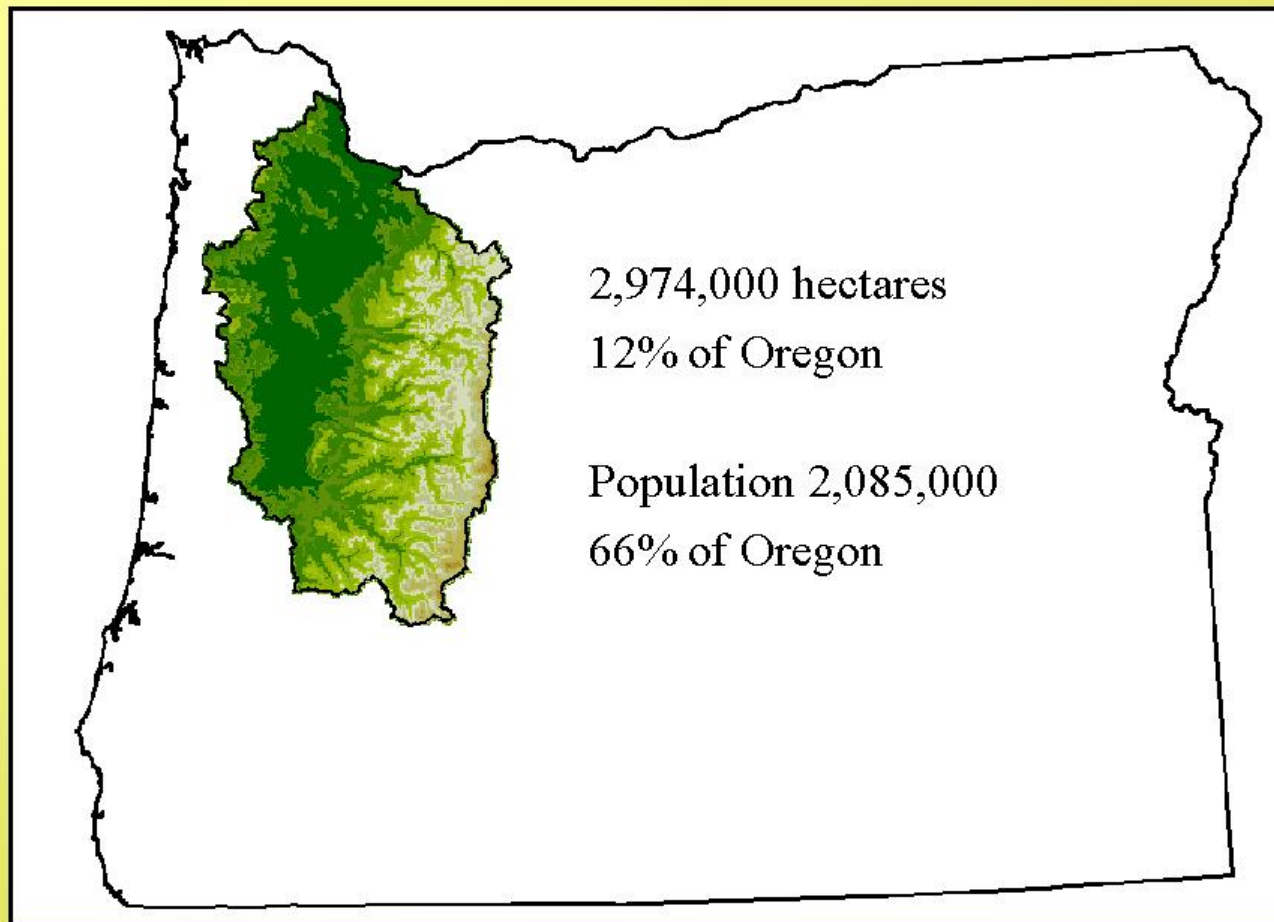 2,974,000 hectares
12% of Oregon
Population 2,085,000
66% of Oregon